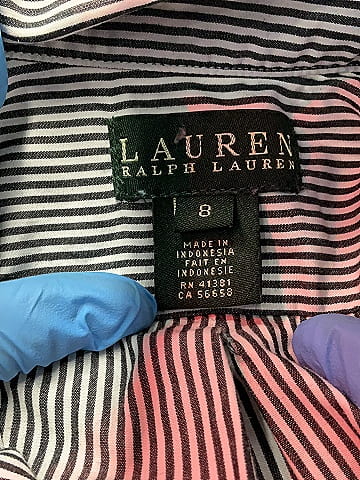 LAUREN
RALPH LAUREN
8
MADE IN
INDONESIA
FAIT EN
INDONESIE
RN 41381
CA 56658